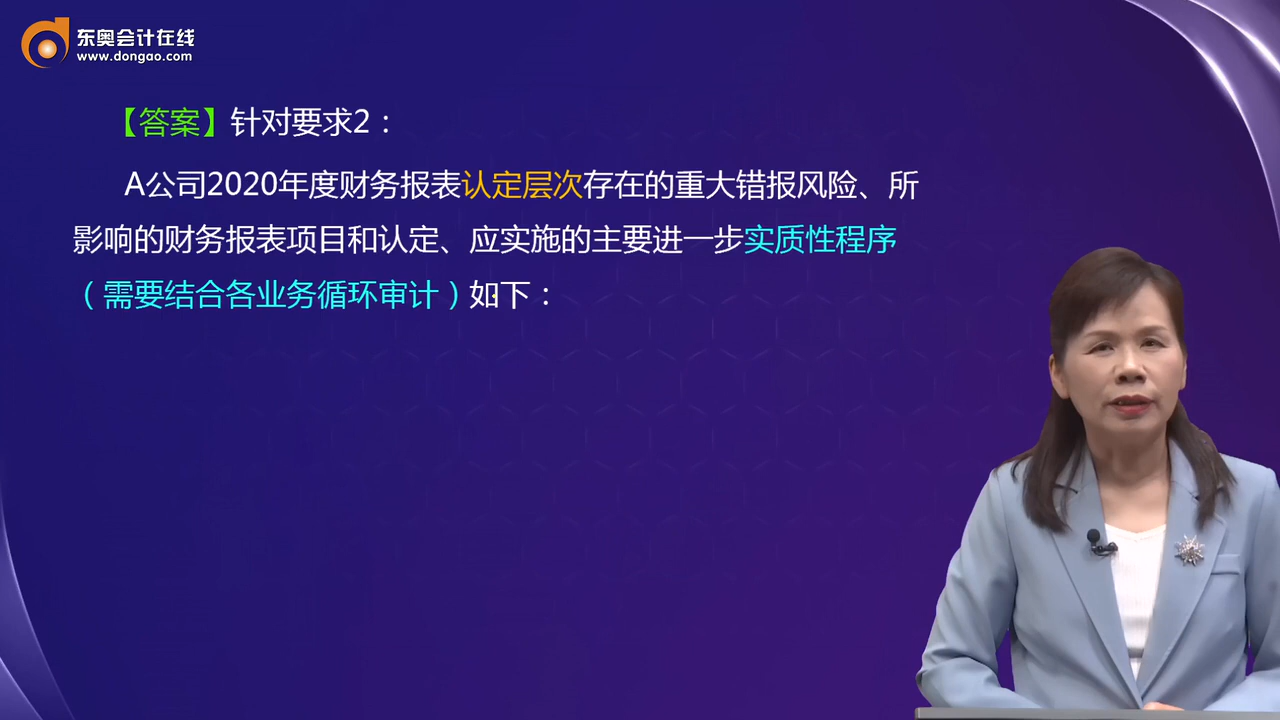 东奥会计在线
www.dongao.com
【答案】针对要求2：
A公司2020年度财务报表认定层次存在的重大错报风险、所
影响的财务报表项目和认定、应实施的主要进一步实质性程序
（需要结合各业务循环审计）如下：